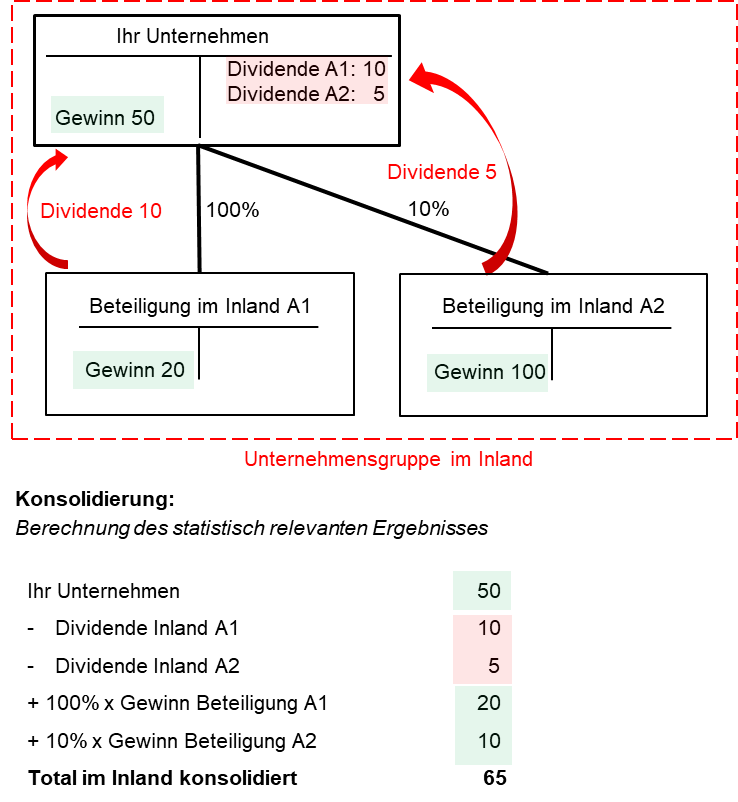 Ihr Unternehmen
Dividende A1: 10
Dividende A2: 5
Gewinn 50
Dividende 5
Dividende 10
100%
10%
Beteiligung im Inland A1
Beteiligung im Inland A2
Gewinn 20
Gewinn 100
Unternehmensgruppe im Inland
Konsolidierung:
Berechnung des statistisch relevanten Ergebnisses
Ihr Unternehmen 50
- Dividende Inland A1 10
- Dividende Inland A2 5
+ 100% x Gewinn Beteiligung A1 20
+ 10% x Gewinn Beteiligung A2 10
Total im Inland konsolidiert 65